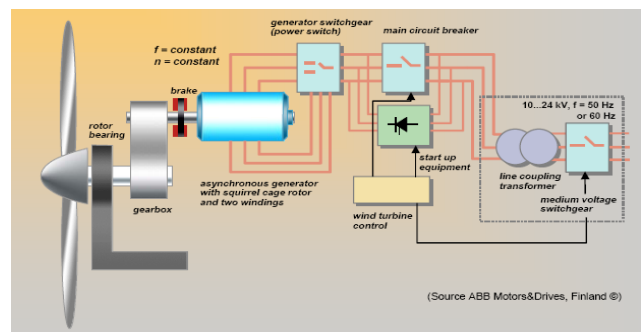 generator switchgear
(power switch)
main circuit breaker
f = constant
n = constant
brake
10...24 kV, f = 50 Hz
or 60 Hz
rotor
bearing
gearbox
asynchronous generator
with squirrel cage rotor
and two windings
start up
equipment
line coupling
transformer
wind turbine
control
medium voltage
switchgear
(Source ABB Motors&Drives, Finland ©)